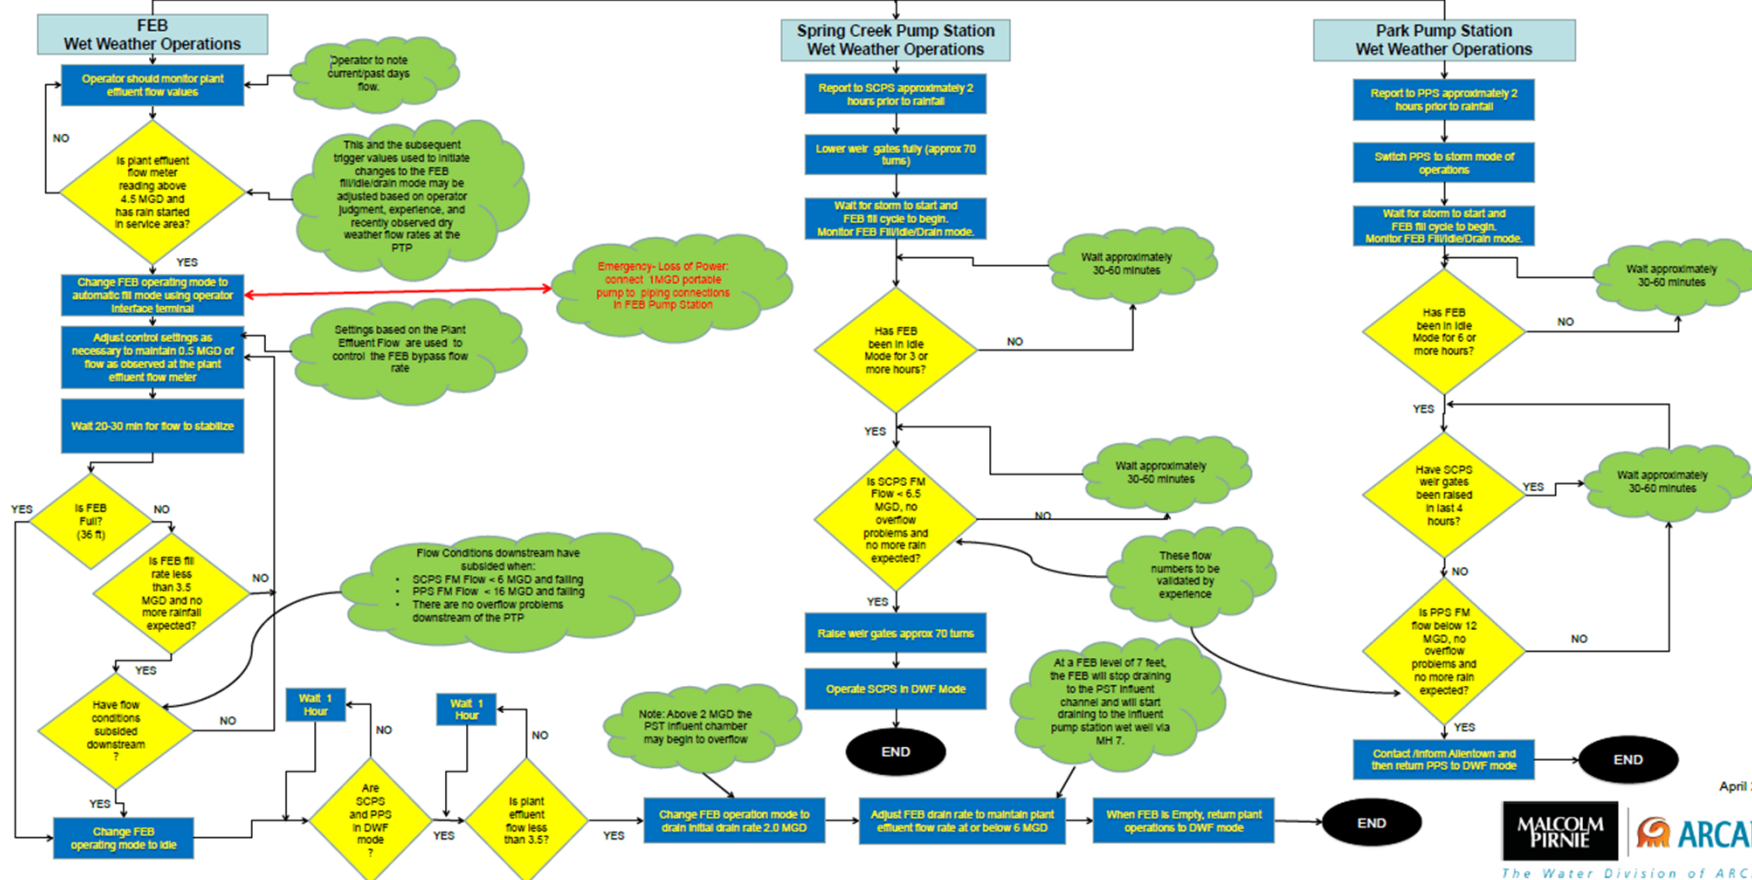 FEB
Wet Weather Operations
Operator should monitor plant
effluent flow values
Operator to note
current/past days
flow.
NO
Is plant effluent
flow meter
reading above
4.5 MGD and
has rain started
in service area?
This and the subsequent
trigger values used to initiate
changes to the FEB
fill/idle/drain mode may be
adjusted based on operator
judgment, experience, and
recently observed dry
weather flow rates at the
PTP
YES
Change FEB operating mode to
automatic fill mode using operator
interface terminal
Emergency- Loss of Power:
connect 1MGD portable
pump to piping connections
in FEB Pump Station
Adjust control settings as
necessary to maintain 0.5 MGD of
flow as observed at the plant
effluent flow meter
Settings based on the Plant
Effluent Flow are used to
control the FEB bypass flow
rate
Wait 20-30 min for flow to stabilize
YES
Is FEB
Full?
(36 ft)
NO
Is FEB fill
rate less
than 3.5
MGD and no
more rainfall
expected?
NO
Flow Conditions downstream have
subsided when:
• SCPS FM Flow < 6 MGD and falling
• PPS FM Flow < 16 MGD and falling
• There are no overflow problems
downstream of the PTP
YES
Have flow
conditions
subsided
downstream
?
NO
YES
Change FEB
operating mode to Idle
Wait 1
Hour
NO
Are
SCPS
and PPS
in DWF
mode
?
YES
Wait 1
Hour
NO
Is plant
effluent
flow less
than 3.5?
YES
Note: Above 2 MGD the
PST influent chamber
may begin to overflow
Change FEB operation mode to
drain initial drain rate 2.0 MGD
At a FEB level of 7 feet,
the FEB will stop draining
to the PST influent
channel and will start
draining to the influent
pump station wet well via
MH 7.
Adjust FEB drain rate to maintain plant
effluent flow rate at or below 6 MGD
When FEB is Empty, return plant
operations to DWF mode
END
Spring Creek Pump Station
Wet Weather Operations
Report to SCPS approximately 2
hours prior to rainfall
Lower weir gates fully (approx 70
turns)
Wait for storm to start and
FEB fill cycle to begin.
Monitor FEB Fill/Idle/Drain mode.
Wait approximately
30-60 minutes
Has FEB
been in Idle
Mode for 3 or
more hours?
NO
YES
Wait approximately
30-60 minutes
Is SCPS FM
Flow < 6.5
MGD, no
overflow
problems and
no more rain
expected?
NO
These flow
numbers to be
validated by
experience
YES
Raise weir gates approx 70 turns
Operate SCPS in DWF Mode
END
Park Pump Station
Wet Weather Operations
Report to PPS approximately 2
hours prior to rainfall
Switch PPS to storm mode of
operations
Wait for storm to start and
FEB fill cycle to begin.
Monitor FEB Fill/Idle/Drain mode.
Wait approximately
30-60 minutes
Has FEB
been in Idle
Mode for 6 or
more hours?
NO
YES
Have SCPS
weir gates
been raised
in last 4
hours?
YES
Wait approximately
30-60 minutes
NO
Is PPS FM
flow below 12
MGD, no
overflow
problems and
no more rain
expected?
NO
YES
Contact /Inform Allentown and
then return PPS to DWF mode
END
April
MALCOLM
PIRNIE
ARCA
The Water Division of ARC